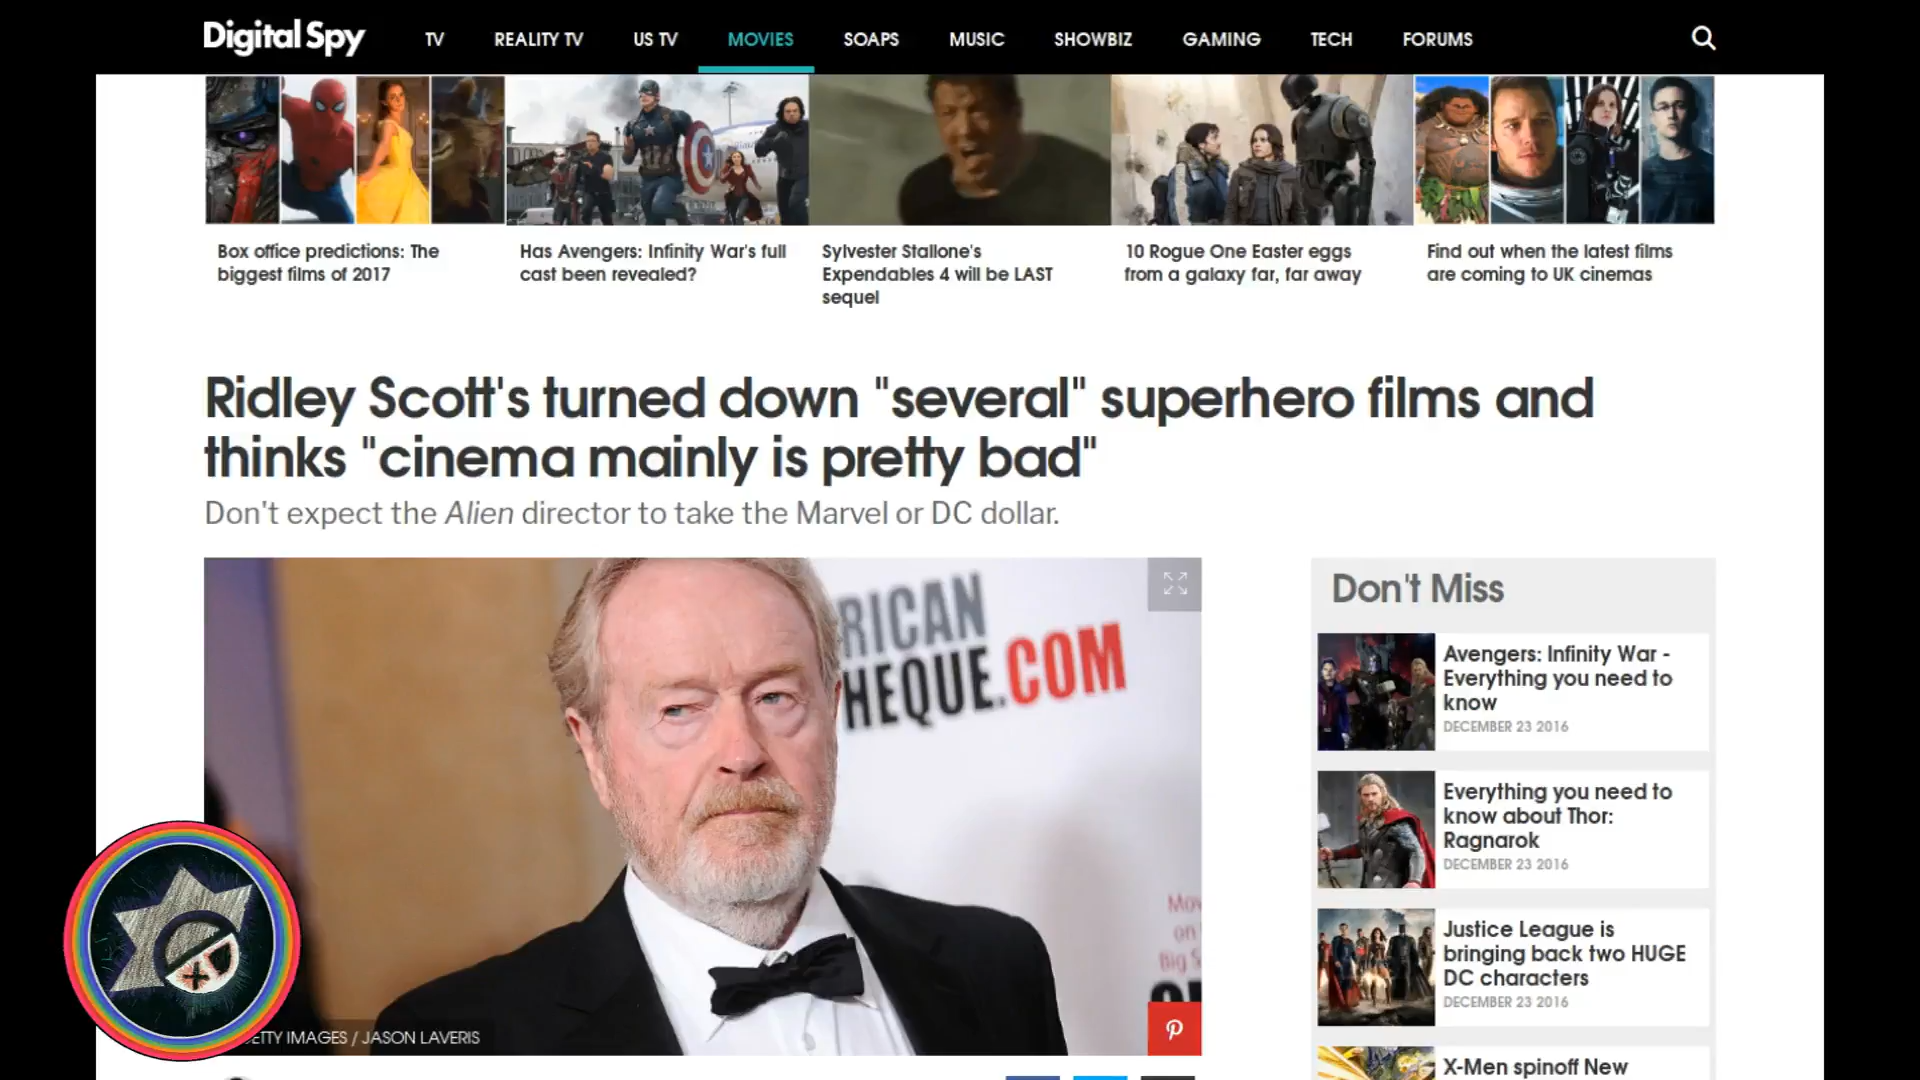 Digital Spy
TV
REALITY TV
US TV
MOVIES
SOAPS
MUSIC
SHOWBIZ
GAMING
TECH
FORUMS
Box office predictions: The
biggest films of 2017
Has Avengers: Infinity War's full
cast been revealed?
Sylvester Stallone's
Expendables 4 will be LAST
sequel
10 Rogue One Easter eggs
from a galaxy far, far away
Find out when the latest films
are coming to UK cinemas
Ridley Scott's turned down "several" superhero films and
thinks "cinema mainly is pretty bad"
Don't expect the Alien director to take the Marvel or DC dollar.
RICAN
HEQUE.COM
Mov
on
Big S
ETTY IMAGES / JASON LAVERIS
Don't Miss
Avengers: Infinity War -
Everything you need to
know
DECEMBER 23 2016
Everything you need to
know about Thor:
Ragnarok
DECEMBER 23 2016
Justice League is
bringing back two HUGE
DC characters
DECEMBER 23 2016
X-Men spinoff New